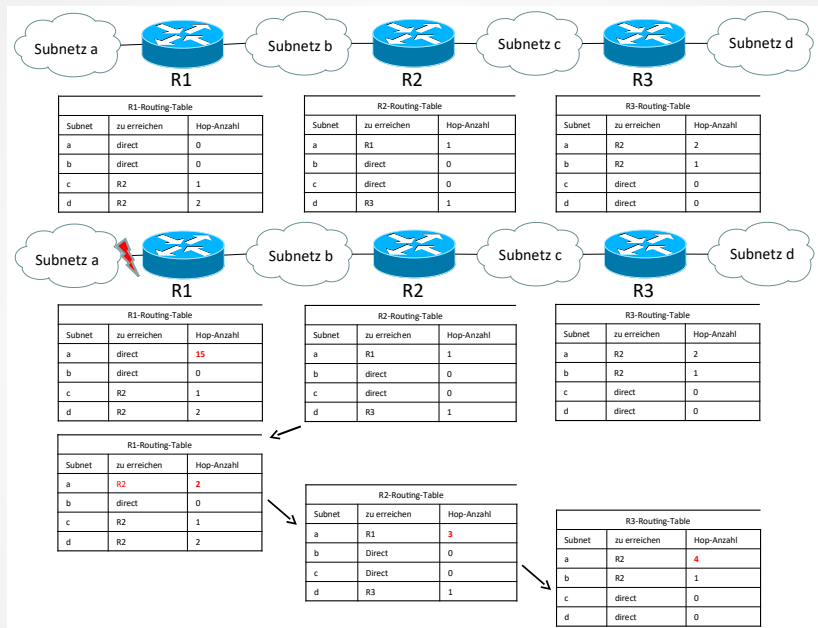 Subnetz a Subnetz b Subnetz c Subnetz d
R1 R2 R3
R1-Routing-Table
Subnet zu erreichen Hop-Anzahl
a direct 0
b direct 0
c R2 1
d R2 2
R2-Routing-Table
Subnet zu erreichen Hop-Anzahl
a R1 1
b direct 0
c direct 0
d R3 1
R3-Routing-Table
Subnet zu erreichen Hop-Anzahl
a R2 2
b R2 1
c direct 0
d direct 0
Subnetz a Subnetz b Subnetz c Subnetz d
R1 R2 R3
R1-Routing-Table
Subnet zu erreichen Hop-Anzahl
a direct 15
b direct 0
c R2 1
d R2 2
R2-Routing-Table
Subnet zu erreichen Hop-Anzahl
a R1 1
b direct 0
c direct 0
d R3 1
R3-Routing-Table
Subnet zu erreichen Hop-Anzahl
a R2 2
b R2 1
c direct 0
d direct 0
R1-Routing-Table
Subnet zu erreichen Hop-Anzahl
a R2 2
b direct 0
c R2 1
d R2 2
R2-Routing-Table
Subnet zu erreichen Hop-Anzahl
a R1 3
b Direct 0
c Direct 0
d R3 1
R3-Routing-Table
Subnet zu erreichen Hop-Anzahl
a R2 4
b R2 1
c direct 0
d direct 0